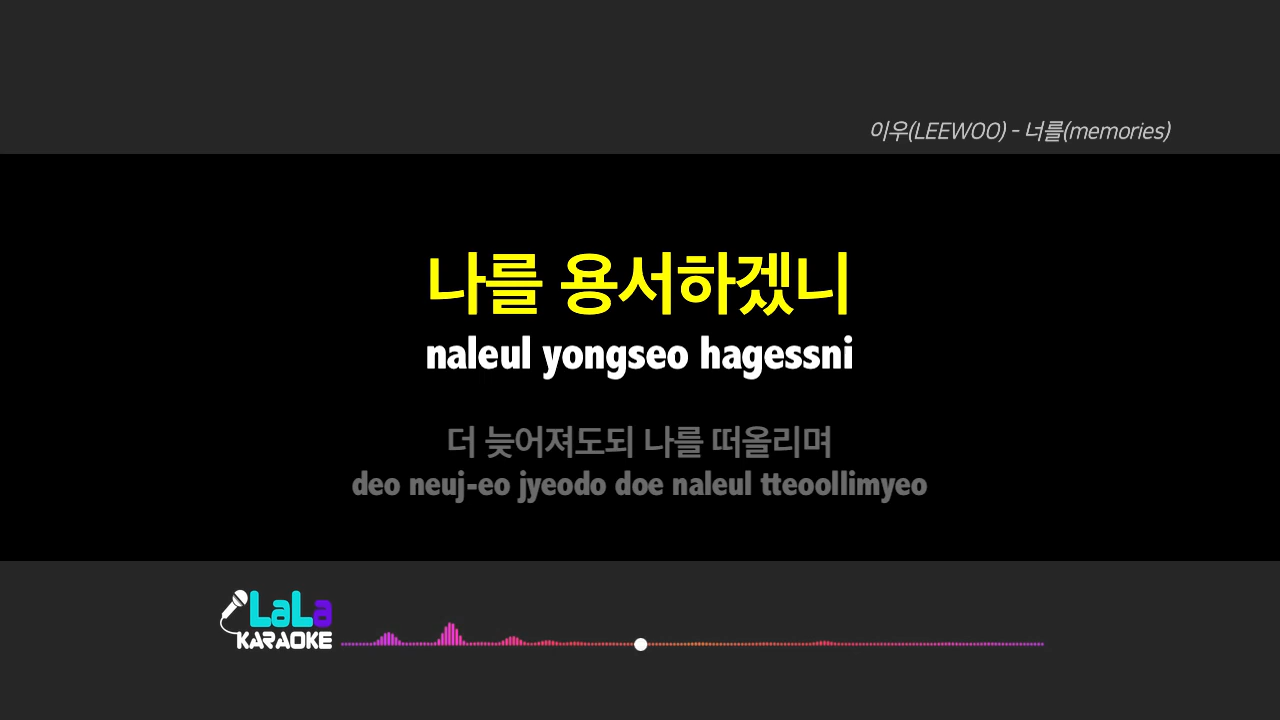 이우(LEEWOO) - 너를(memories)
나를 용서하겠니
naleul yongseo hagessni
더 늦어져도되 나를 떠올리며
deo neuj-eo jyeodo doe naleul tteoollimyeo
LaLa
KARAOKE